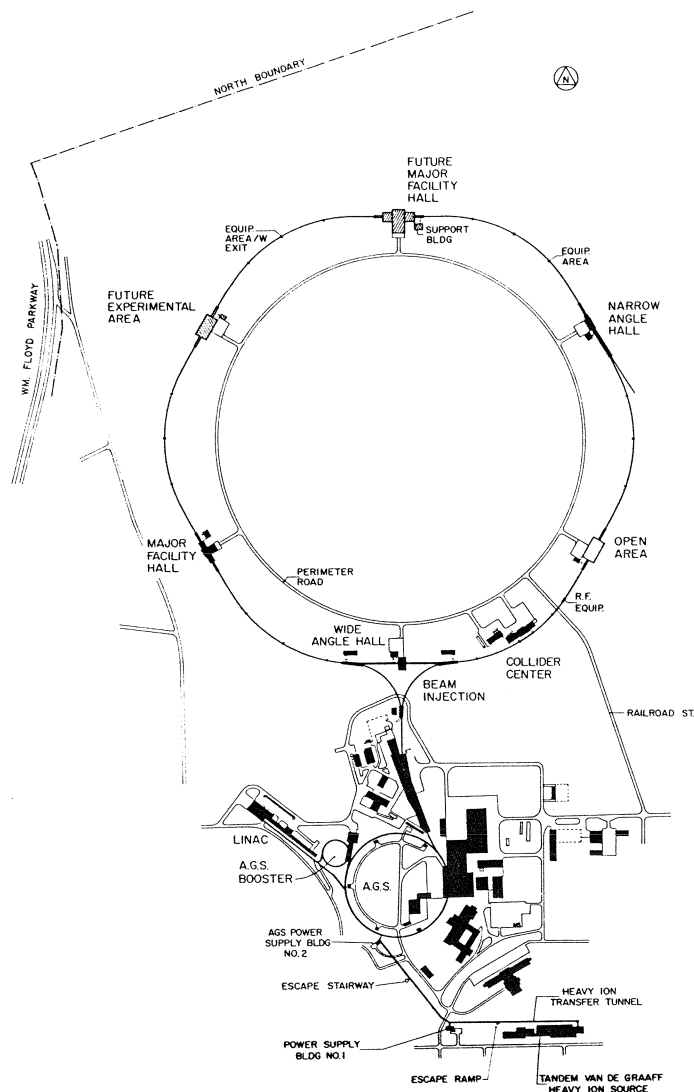 NORTH BOUNDARY
N
FUTURE
MAJOR
FACILITY
HALL
EQUIP.
AREA/W
EXIT
SUPPORT
BLDG
EQUIP.
AREA
WM. FLOYD PARKWAY
FUTURE
EXPERIMENTAL
AREA
NARROW
ANGLE
HALL
MAJOR
FACILITY
HALL
OPEN
AREA
PERIMETER
ROAD
R.F.
EQUIP.
WIDE
ANGLE HALL
COLLIDER
CENTER
BEAM
INJECTION
RAILROAD ST.
LINAC
A.G.S.
BOOSTER
A.G.S.
AGS POWER
SUPPLY BLDG
NO. 2
ESCAPE STAIRWAY
HEAVY ION
TRANSFER TUNNEL
POWER SUPPLY
BLDG NO. 1
ESCAPE RAMP
TANDEM VAN DE GRAAFF
HEAVY ION SOURCE